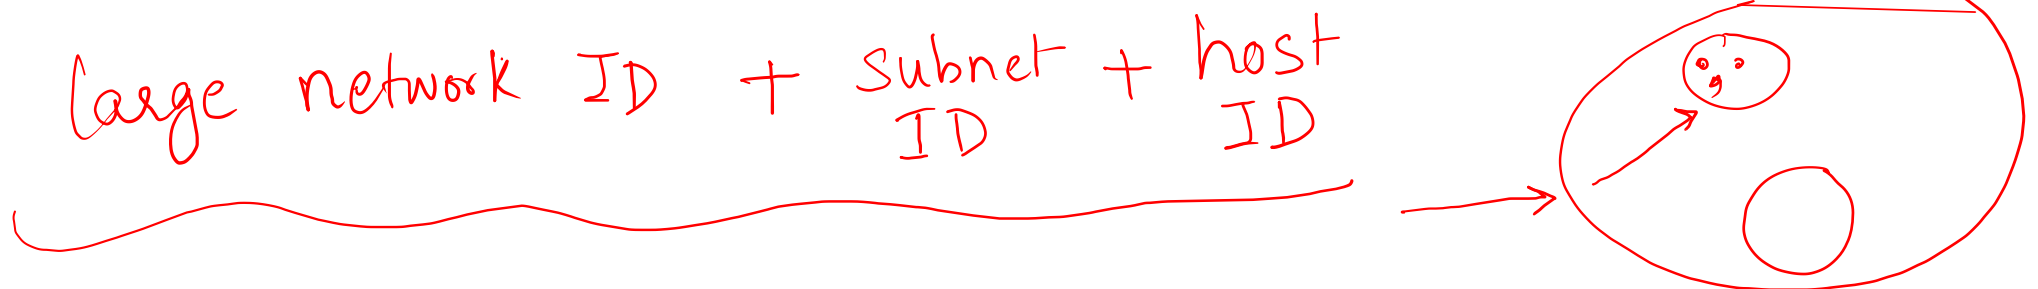 large network ID + subnet + host
ID ID